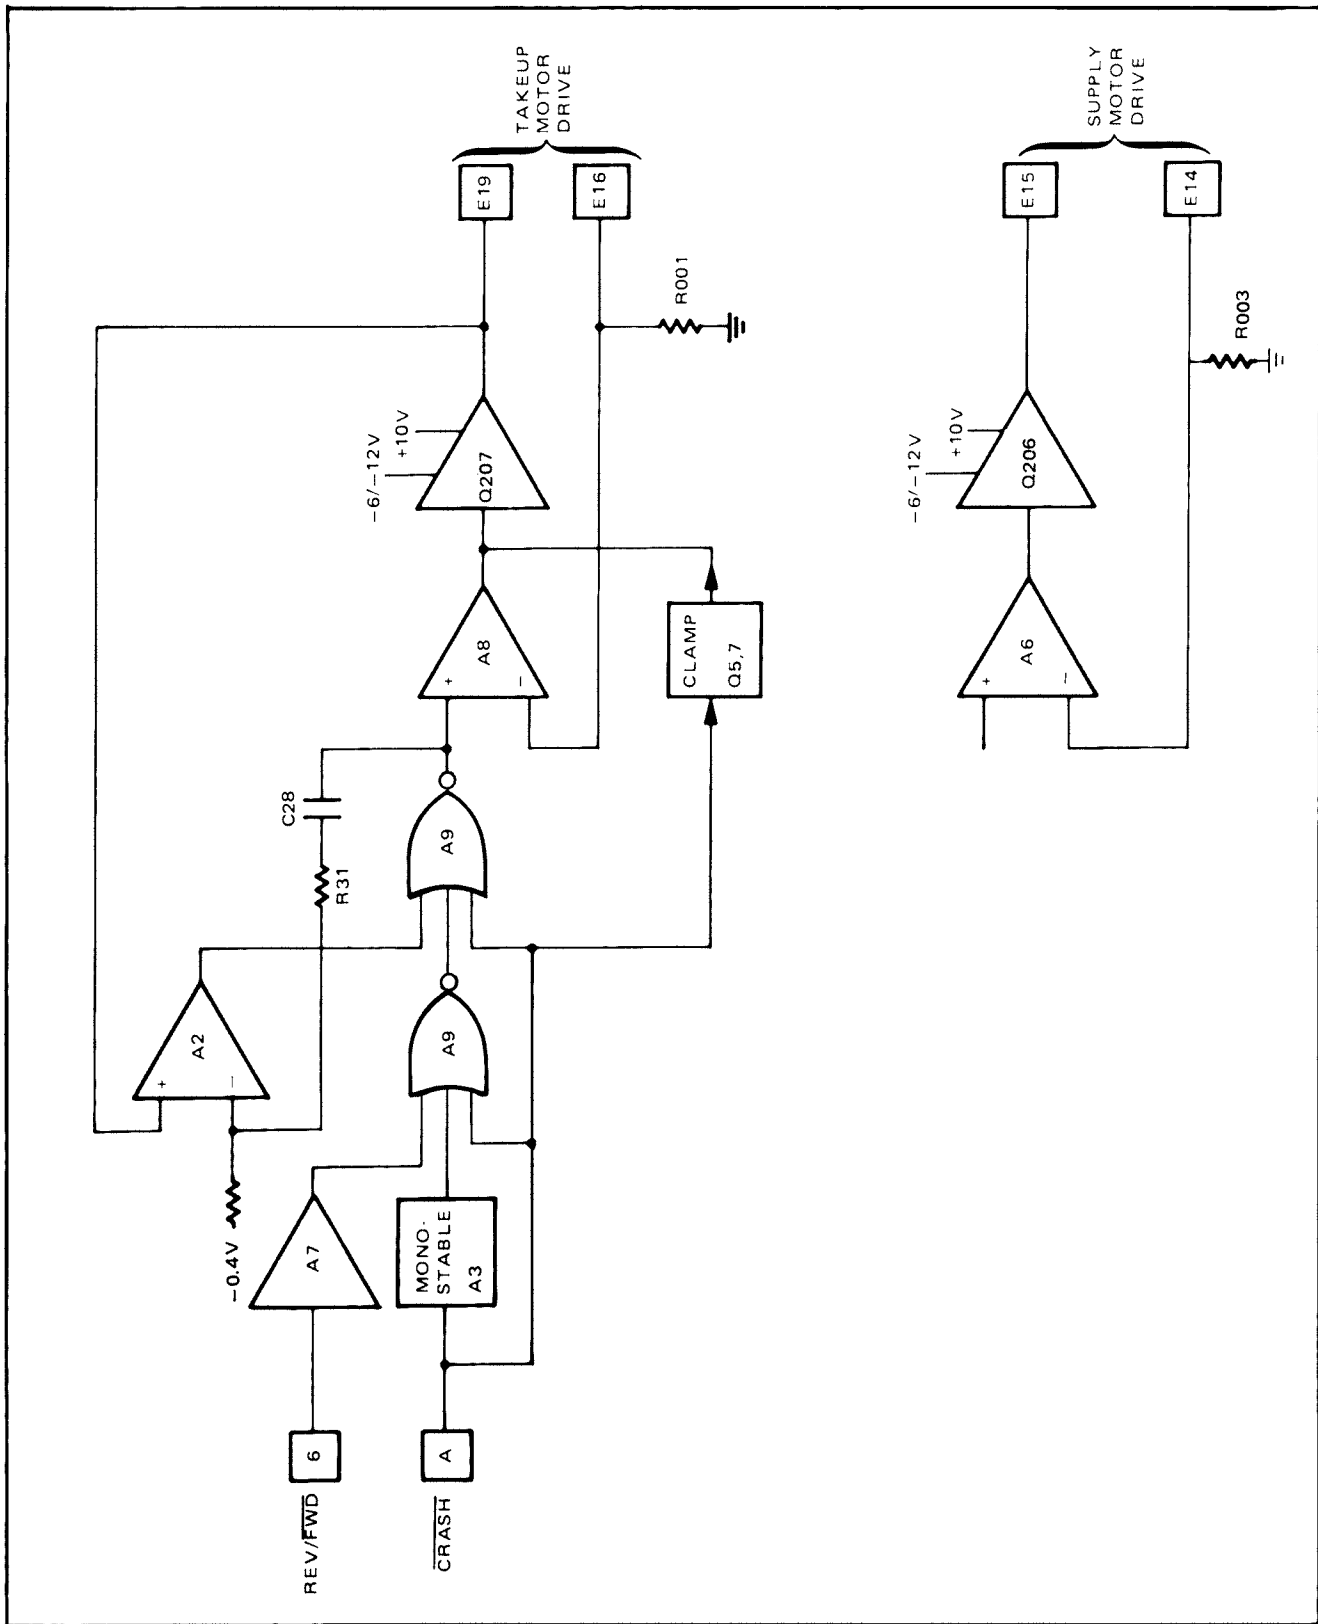 REV/FWD
6
CRASH
A
A7
MONO-
STABLE
A3
-0.4V
+
−
A2
R31
C28
A9
A9
+
−
A8
CLAMP
Q5,7
-6/-12V
+10V
Q207
R001
E19
E16
TAKEUP
MOTOR
DRIVE
+
−
A6
-6/-12V
+10V
Q206
R003
E15
E14
SUPPLY
MOTOR
DRIVE